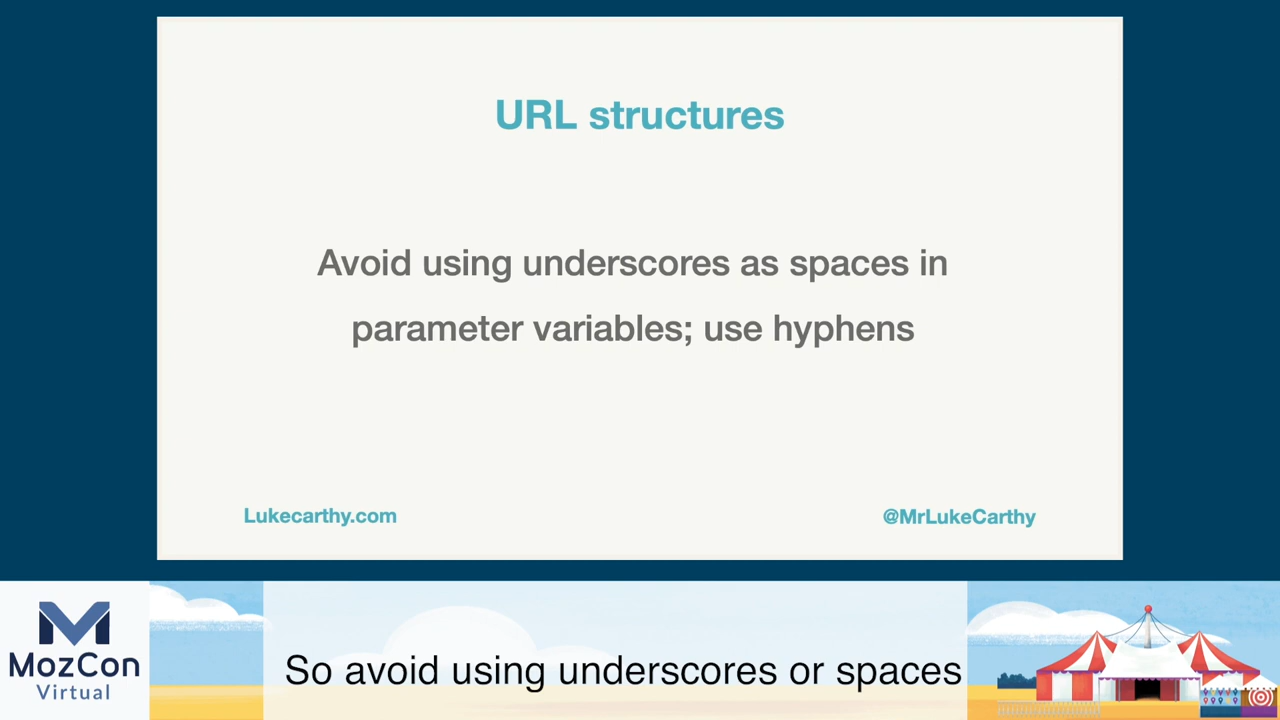 URL structures
Avoid using underscores as spaces in
parameter variables; use hyphens
Lukecarthy.com
@MrLukeCarthy
MozCon
Virtual
So avoid using underscores or spaces